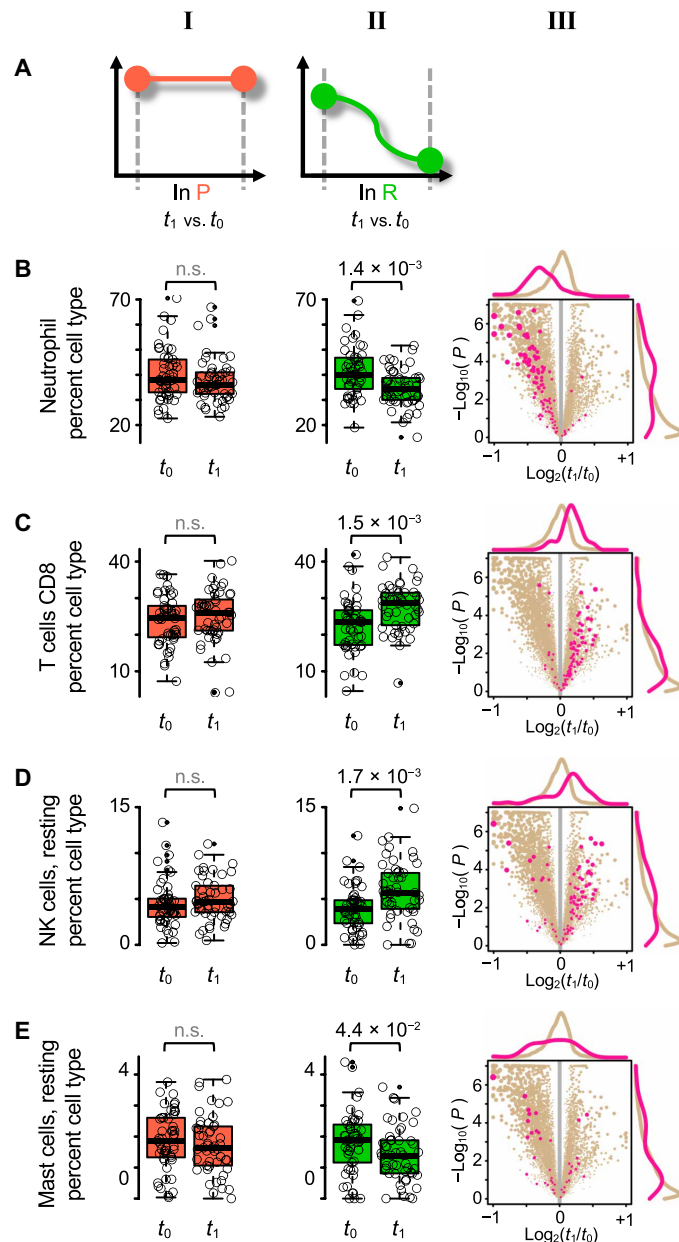 I II III
A
In P In R
t1 vs. t0 t1 vs. t0
B
Neutrophil
percent cell type
n.s. 1.4 × 10−3
70 70
20 20
t0 t1 t0 t1
−Log10(P)
6
4
2
0
−1 0 +1
Log2(t1/t0)
C
T cells CD8
percent cell type
n.s. 1.5 × 10−3
40 40
10 10
t0 t1 t0 t1
−Log10(P)
6
4
2
0
−1 0 +1
Log2(t1/t0)
D
NK cells, resting
percent cell type
n.s. 1.7 × 10−3
15 15
0 0
t0 t1 t0 t1
−Log10(P)
6
4
2
0
−1 0 +1
Log2(t1/t0)
E
Mast cells, resting
percent cell type
n.s. 4.4 × 10−2
4 4
0 0
t0 t1 t0 t1
−Log10(P)
6
4
2
0
−1 0 +1
Log2(t1/t0)